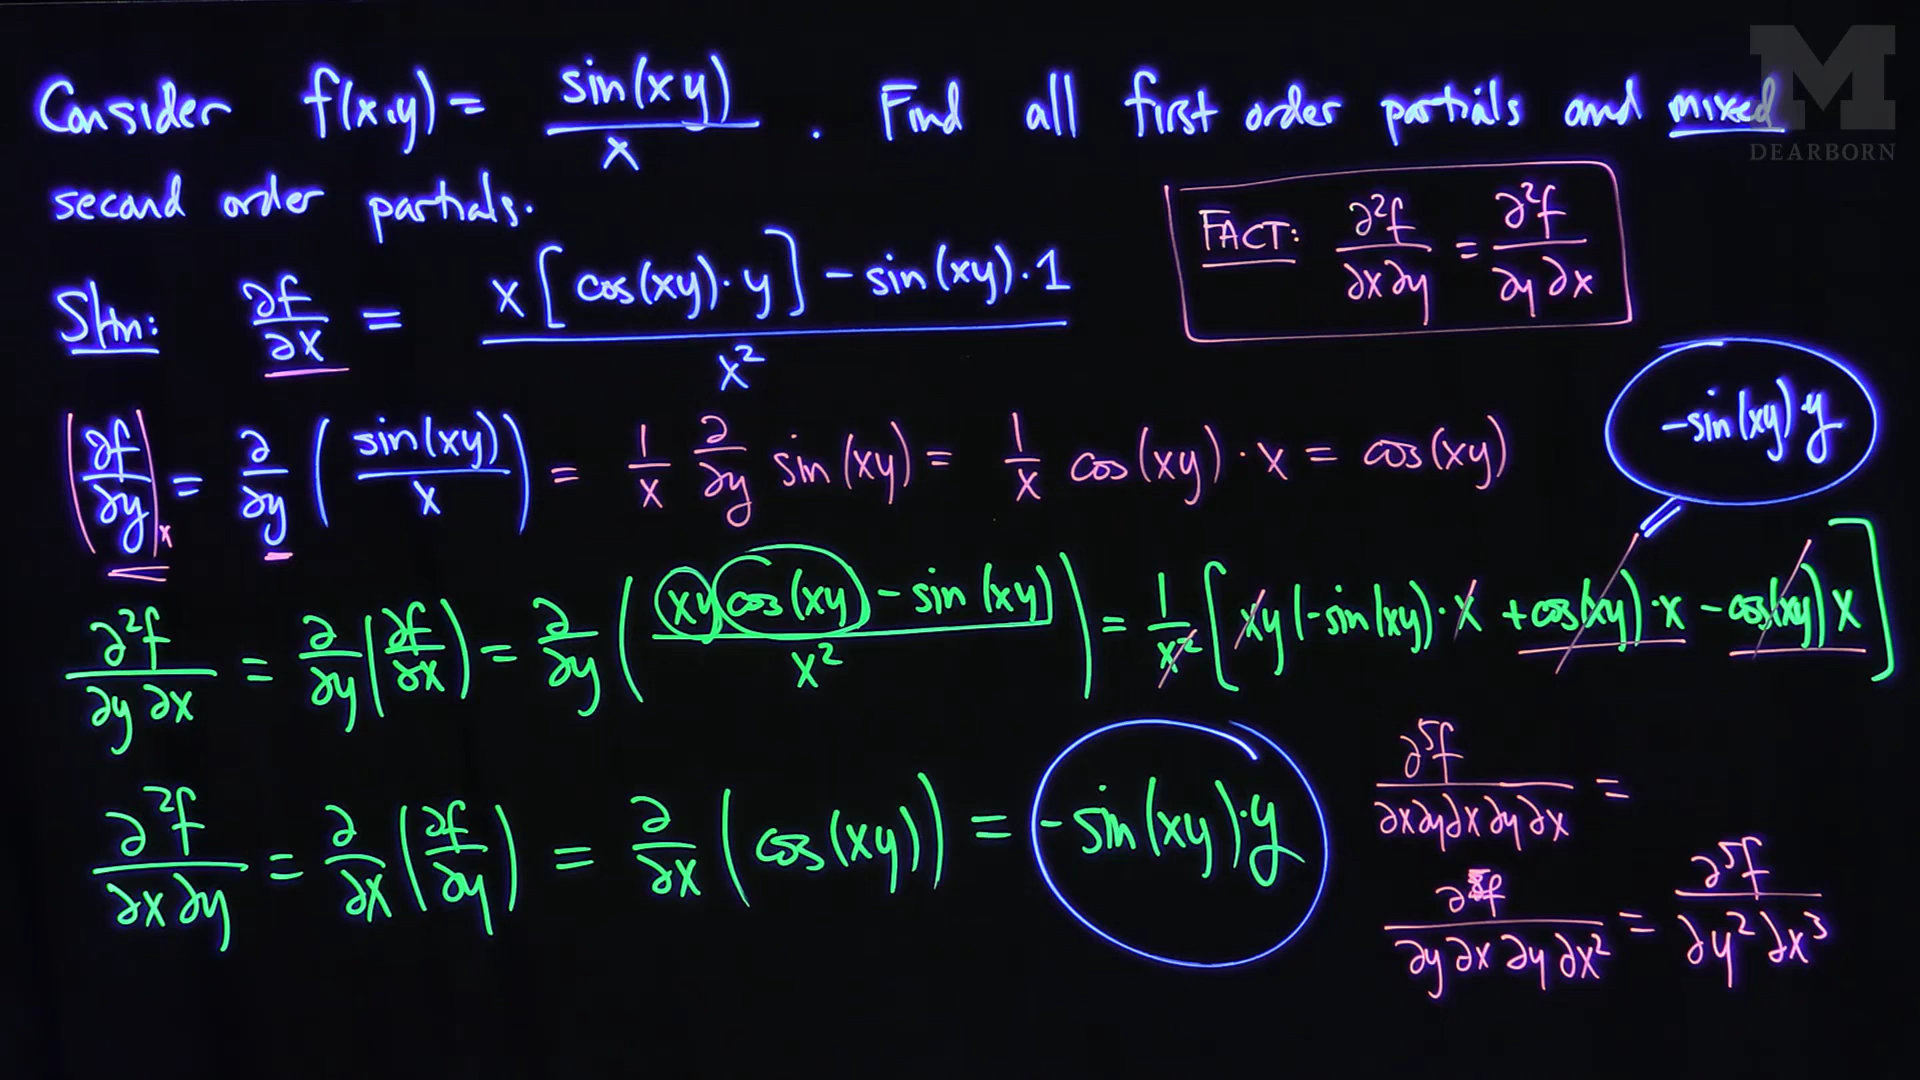 M
DEARBORN
Consider f(x,y) = sin(xy)/x . Find all first order partials and mixed
second order partials.
FACT: ∂²f/∂x∂y = ∂²f/∂y∂x
Sltn: ∂f/∂x = (x[cos(xy)·y] - sin(xy)·1)/x²
(∂f/∂y)ₓ = ∂/∂y (sin(xy)/x) = 1/x ∂/∂y sin(xy) = 1/x cos(xy)·x = cos(xy)
-sin(xy)y
∂²f/∂y∂x = ∂/∂y (∂f/∂x) = ∂/∂y ((xy cos(xy) - sin(xy))/x²) = 1/x² [xy(-sin(xy)·x + cos(xy)·x - cos(xy)x]
∂²f/∂x∂y = ∂/∂x (∂f/∂y) = ∂/∂x (cos(xy)) = -sin(xy)·y
∂⁵f/∂x∂y∂x∂y∂x =
∂⁵f/∂y∂x∂y∂x² = ∂⁵f/∂y²∂x³